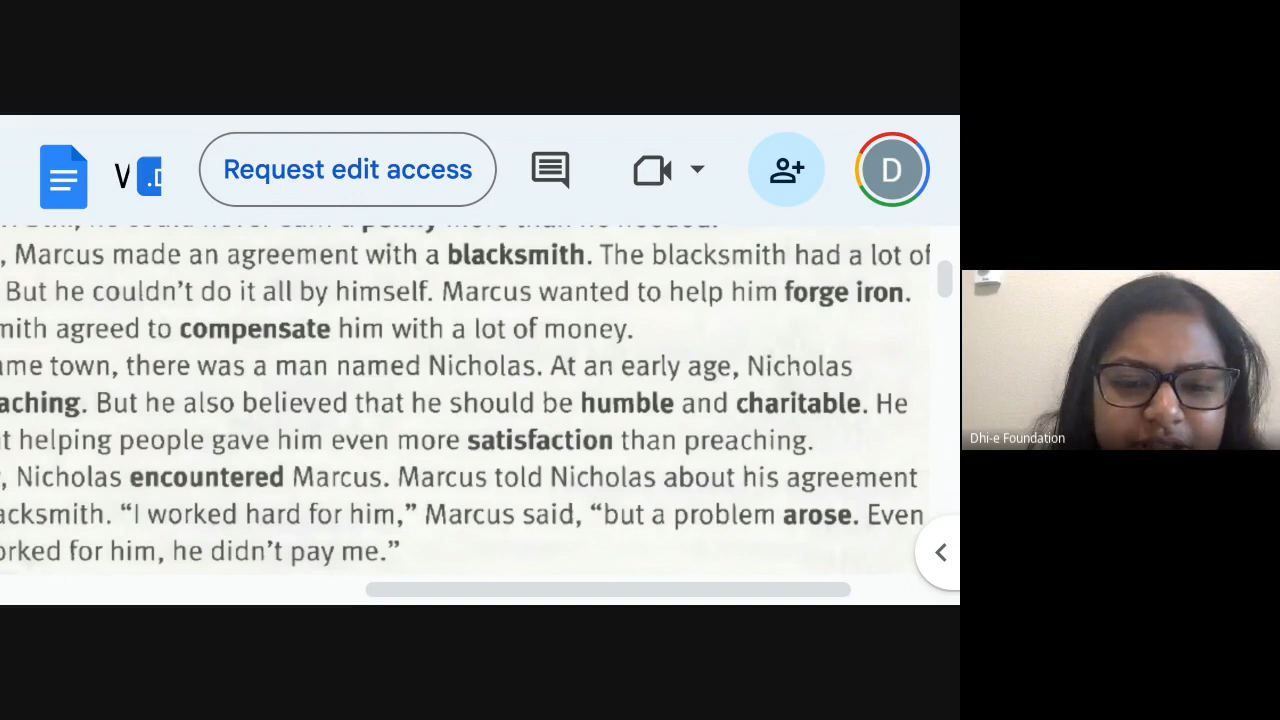 V
Request edit access
D
penny
, Marcus made an agreement with a blacksmith. The blacksmith had a lot of
But he couldn't do it all by himself. Marcus wanted to help him forge iron.
mith agreed to compensate him with a lot of money.
ame town, there was a man named Nicholas. At an early age, Nicholas
aching. But he also believed that he should be humble and charitable. He
t helping people gave him even more satisfaction than preaching.
, Nicholas encountered Marcus. Marcus told Nicholas about his agreement
acksmith. “I worked hard for him,” Marcus said, “but a problem arose. Even
orked for him, he didn't pay me.”
Dhi-e Foundation